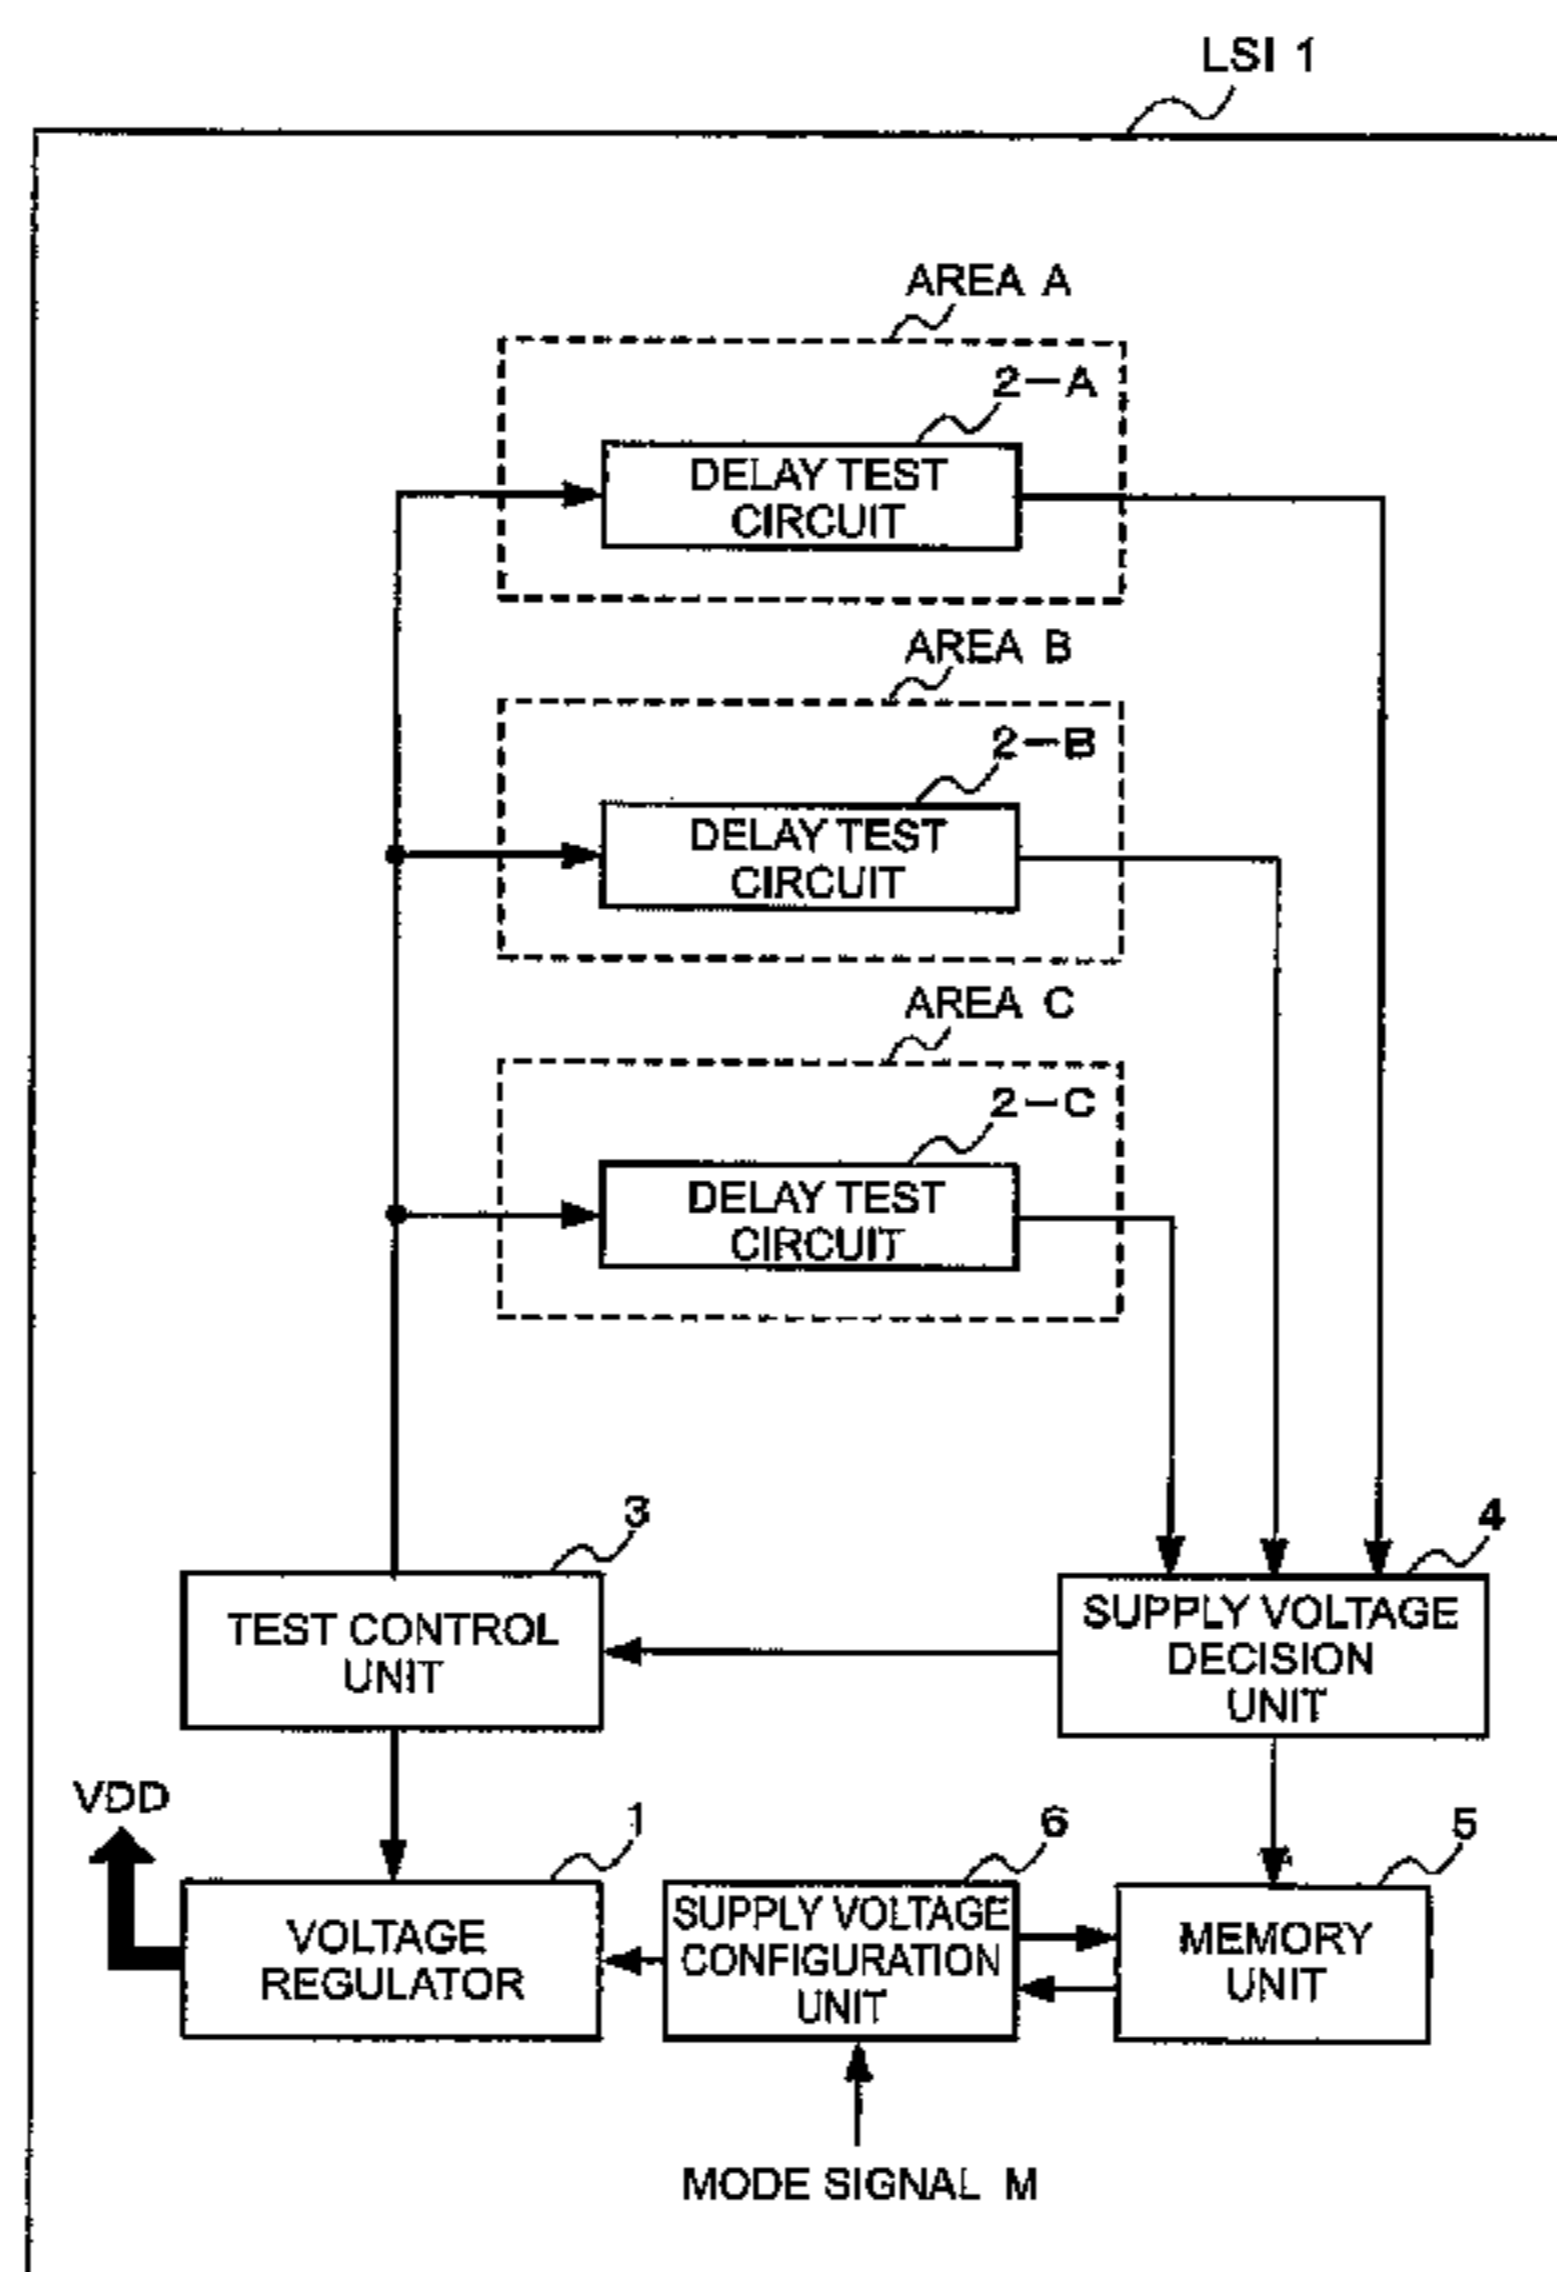 LSI 1
AREA A
2-A
DELAY TEST
CIRCUIT
AREA B
2-B
DELAY TEST
CIRCUIT
AREA C
2-C
DELAY TEST
CIRCUIT
3
TEST CONTROL
UNIT
4
SUPPLY VOLTAGE
DECISION
UNIT
VDD
1
VOLTAGE
REGULATOR
6
SUPPLY VOLTAGE
CONFIGURATION
UNIT
5
MEMORY
UNIT
MODE SIGNAL M